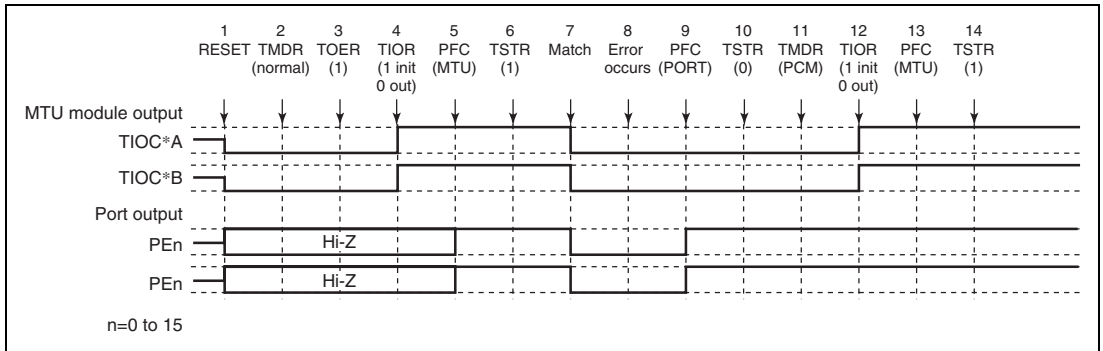 1 2 3 4 5 6 7 8 9 10 11 12 13 14
RESET TMDR TOER TIOR PFC TSTR Match Error PFC TSTR TMDR TIOR PFC TSTR
(normal) (1) (1 init (MTU) (1) occurs (PORT) (0) (PCM) (1 init (MTU) (1)
0 out) 0 out)
MTU module output
TIOC*A
TIOC*B
Port output
PEn Hi-Z
PEn Hi-Z
n=0 to 15